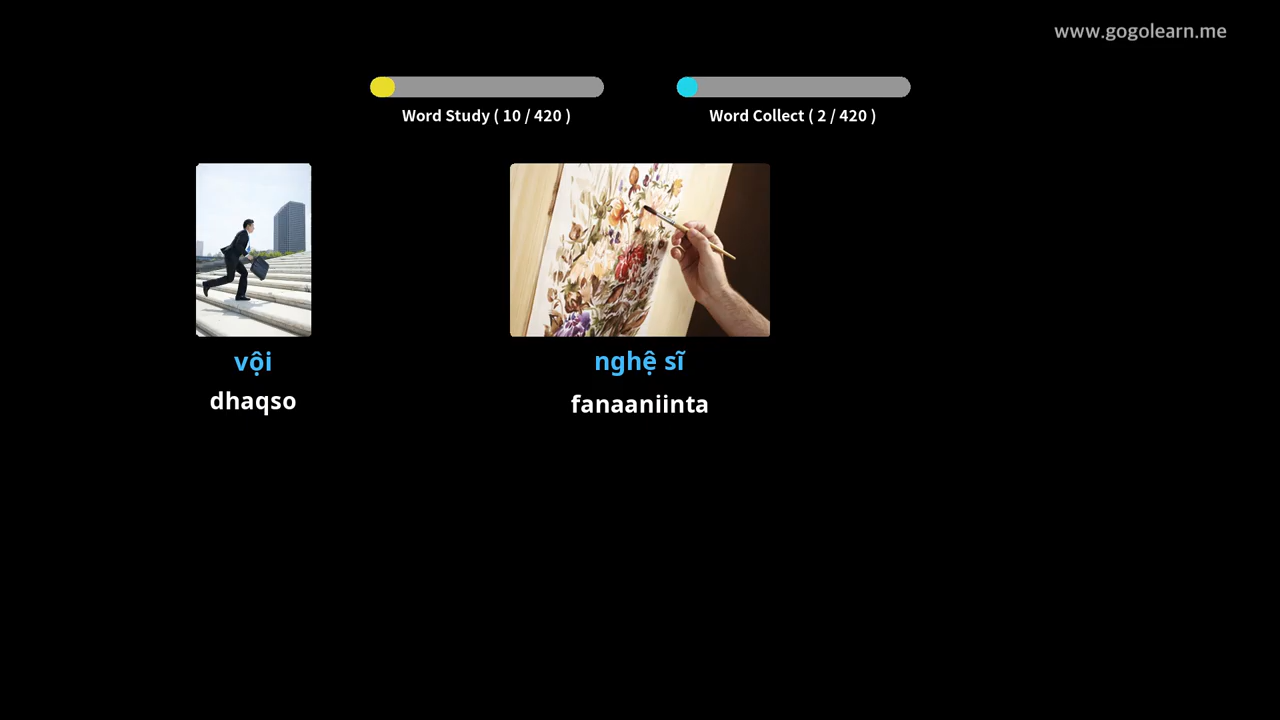 www.gogolearn.me
Word Study ( 10 / 420 )
Word Collect ( 2 / 420 )
vội
dhaqso
nghệ sĩ
fanaaniinta